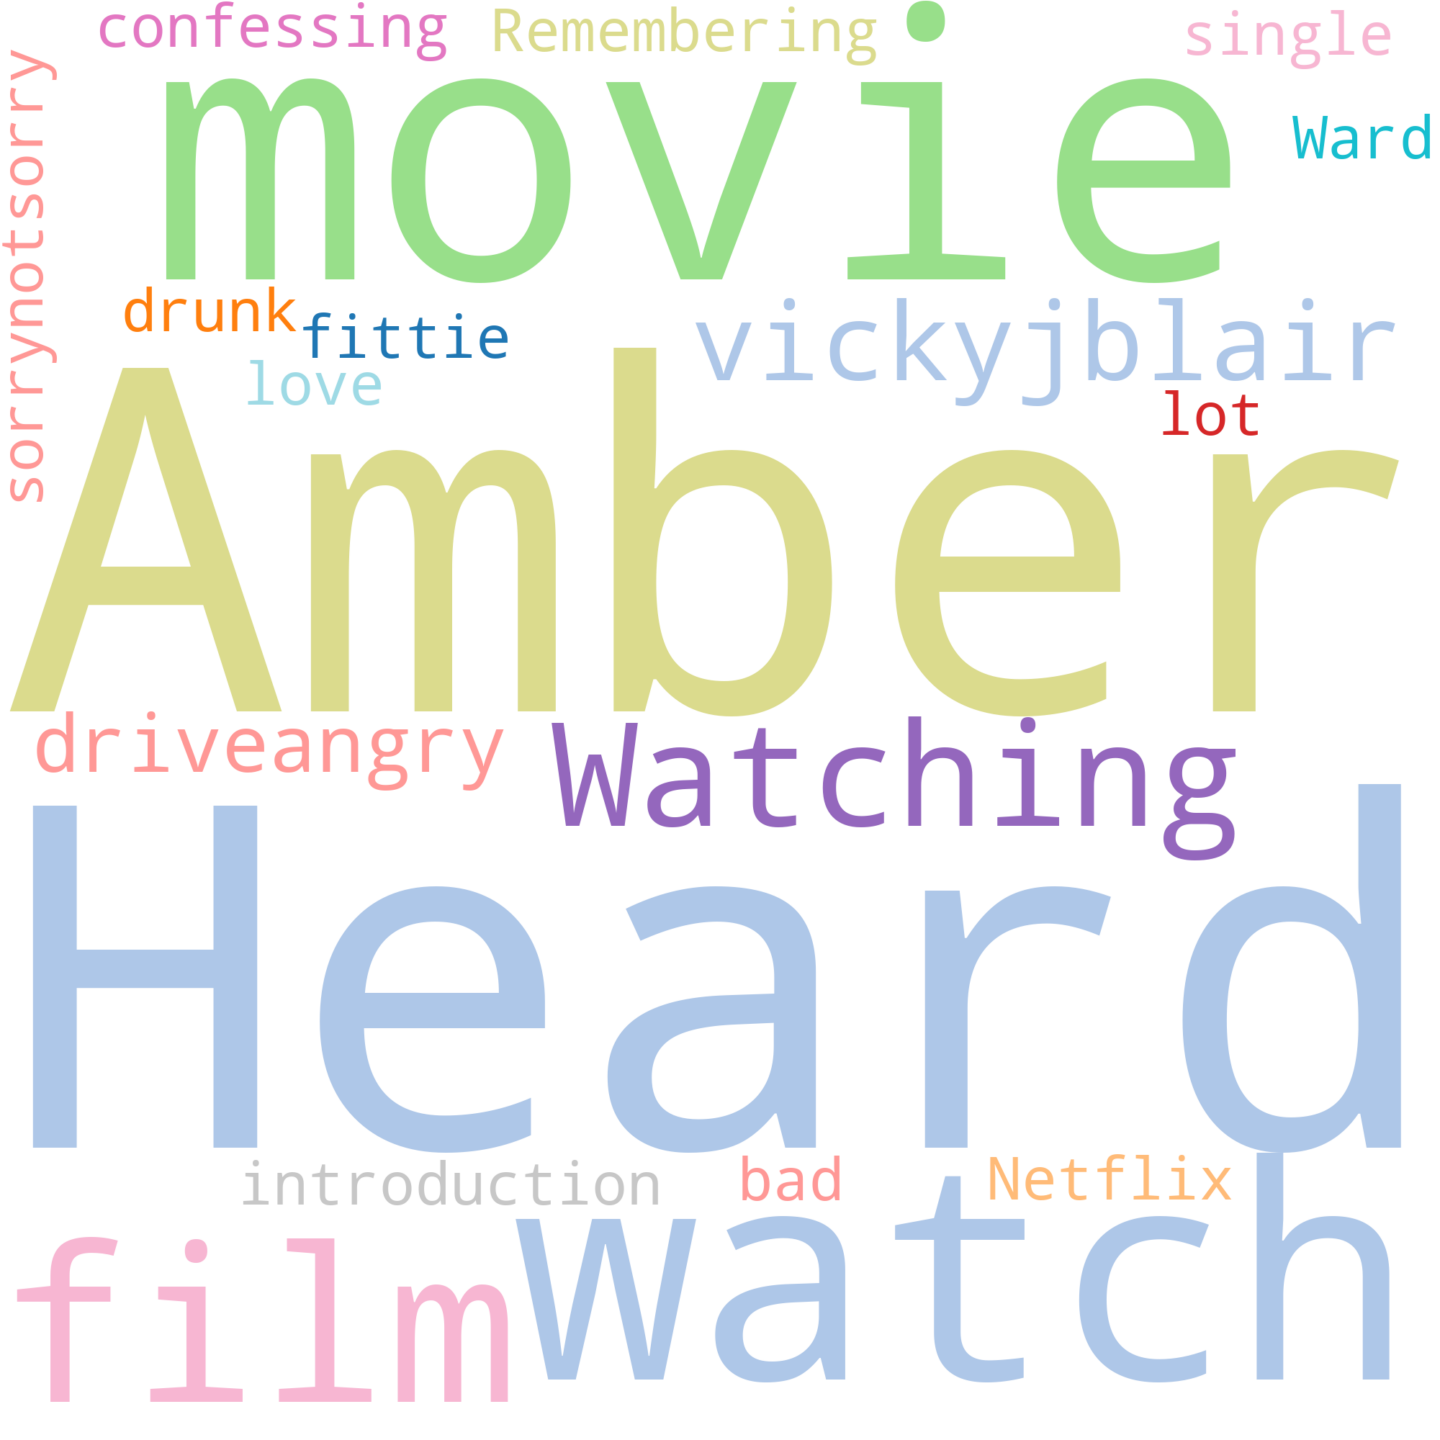 confessing Remembering single
movie
Ward
sorrynotsorry
drunk fittie vickyjblair
love
lot
Amber
driveangry Watching
Heard
introduction bad Netflix
film watch